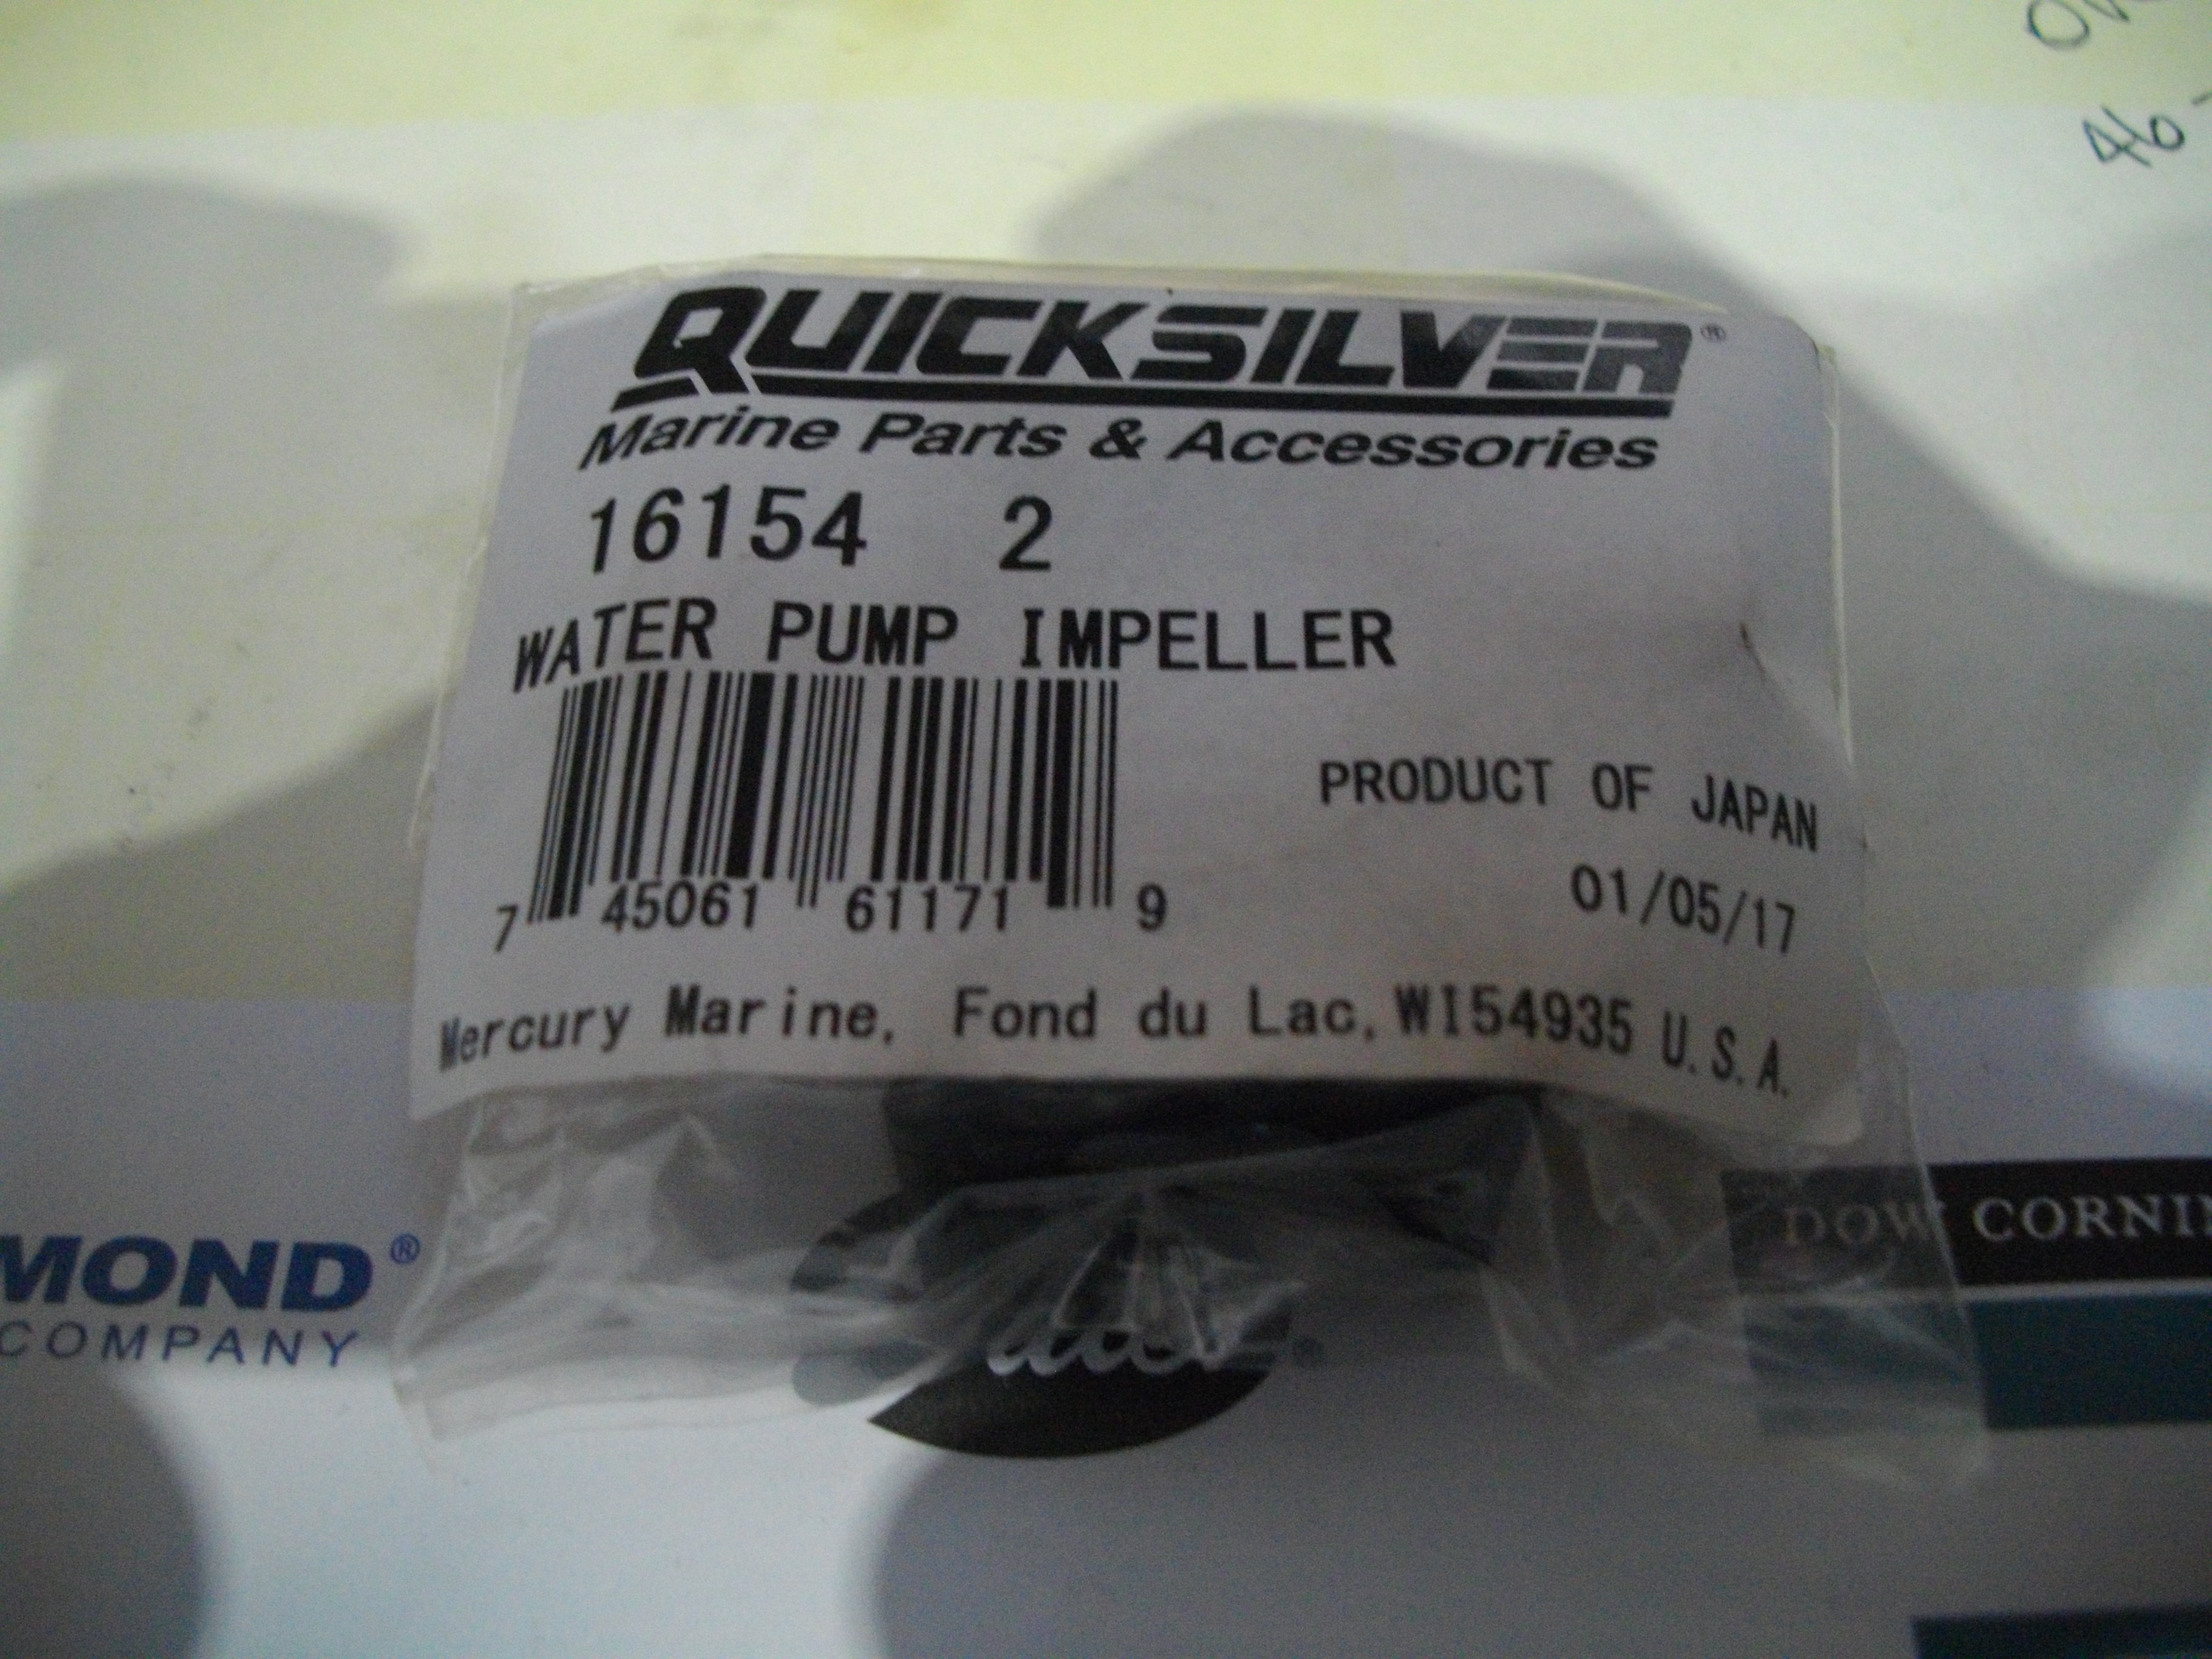 46-
QUICKSILVER®
Marine Parts & Accessories
16154 2
WATER PUMP IMPELLER
PRODUCT OF JAPAN
01/05/17
7 45061 61171 9
Mercury Marine, Fond du Lac, WI54935 U.S.A.
MOND®
COMPANY
DOW CORNI